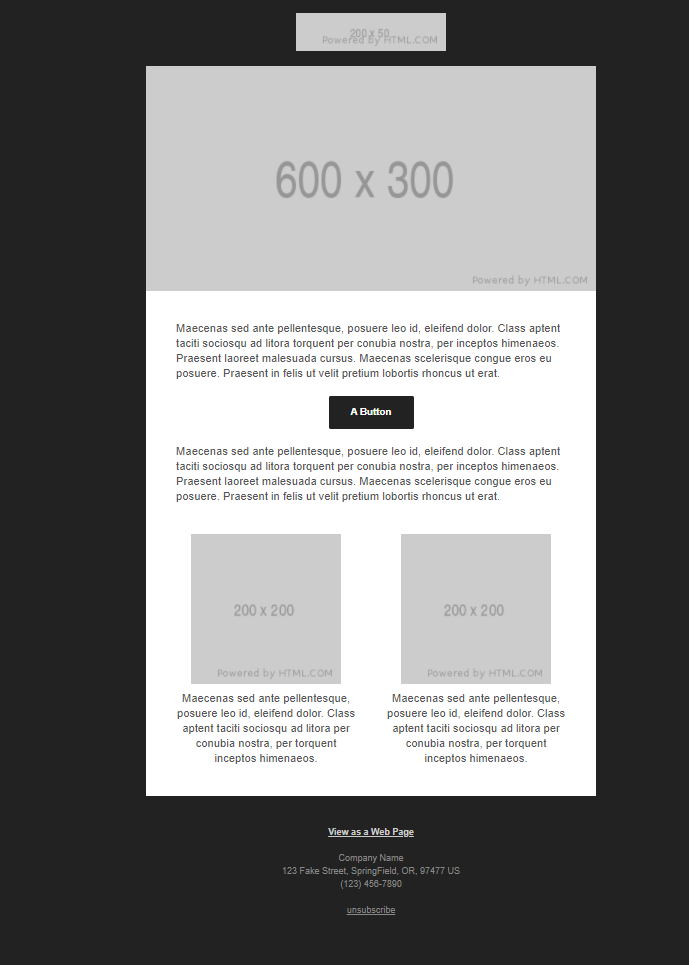 200 x 50
Powered by HTML.COM
600 x 300
Powered by HTML.COM
Maecenas sed ante pellentesque, posuere leo id, eleifend dolor. Class aptent
taciti sociosqu ad litora torquent per conubia nostra, per inceptos himenaeos.
Praesent laoreet malesuada cursus. Maecenas scelerisque congue eros eu
posuere. Praesent in felis ut velit pretium lobortis rhoncus ut erat.
A Button
Maecenas sed ante pellentesque, posuere leo id, eleifend dolor. Class aptent
taciti sociosqu ad litora torquent per conubia nostra, per inceptos himenaeos.
Praesent laoreet malesuada cursus. Maecenas scelerisque congue eros eu
posuere. Praesent in felis ut velit pretium lobortis rhoncus ut erat.
200 x 200
Powered by HTML.COM
Maecenas sed ante pellentesque,
posuere leo id, eleifend dolor. Class
aptent taciti sociosqu ad litora per
conubia nostra, per torquent
inceptos himenaeos.
200 x 200
Powered by HTML.COM
Maecenas sed ante pellentesque,
posuere leo id, eleifend dolor. Class
aptent taciti sociosqu ad litora per
conubia nostra, per torquent
inceptos himenaeos.
View as a Web Page
Company Name
123 Fake Street, SpringField, OR, 97477 US
(123) 456-7890
unsubscribe